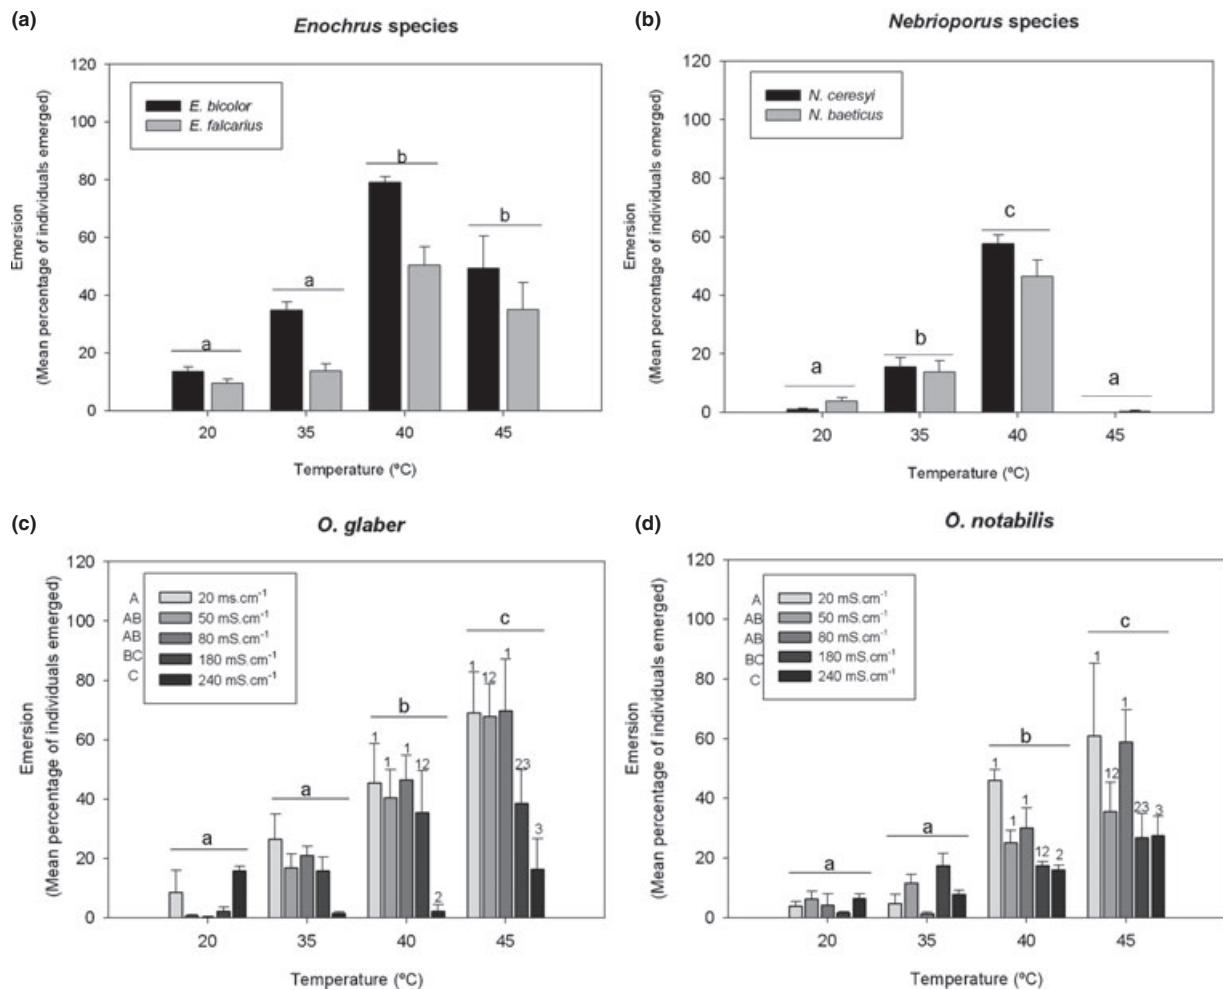 (a)
Enochrus species
120
100
80
60
40
20
0
Emersion
(Mean percentage of individuals emerged)
E. bicolor
E. falcarius
a
a
b
b
20 35 40 45
Temperature (ºC)
(b)
Nebrioporus species
120
100
80
60
40
20
0
Emersion
(Mean percentage of individuals emerged)
N. ceresyi
N. baeticus
a
b
c
a
20 35 40 45
Temperature (ºC)
(c)
O. glaber
120
100
80
60
40
20
0
Emersion
(Mean percentage of individuals emerged)
A 20 ms.cm-1
AB 50 mS.cm-1
AB 80 mS.cm-1
BC 180 mS.cm-1
C 240 mS.cm-1
a
a
b
1 1 1 12 2
c
1 12 1 23 3
20 35 40 45
Temperature (ºC)
(d)
O. notabilis
120
100
80
60
40
20
0
Emersion
(Mean percentage of individuals emerged)
A 20 mS.cm-1
AB 50 mS.cm-1
AB 80 mS.cm-1
BC 180 mS.cm-1
C 240 mS.cm-1
a
a
b
1 1 1 12 2
c
1 12 1 23 3
20 35 40 45
Temperature (ºC)